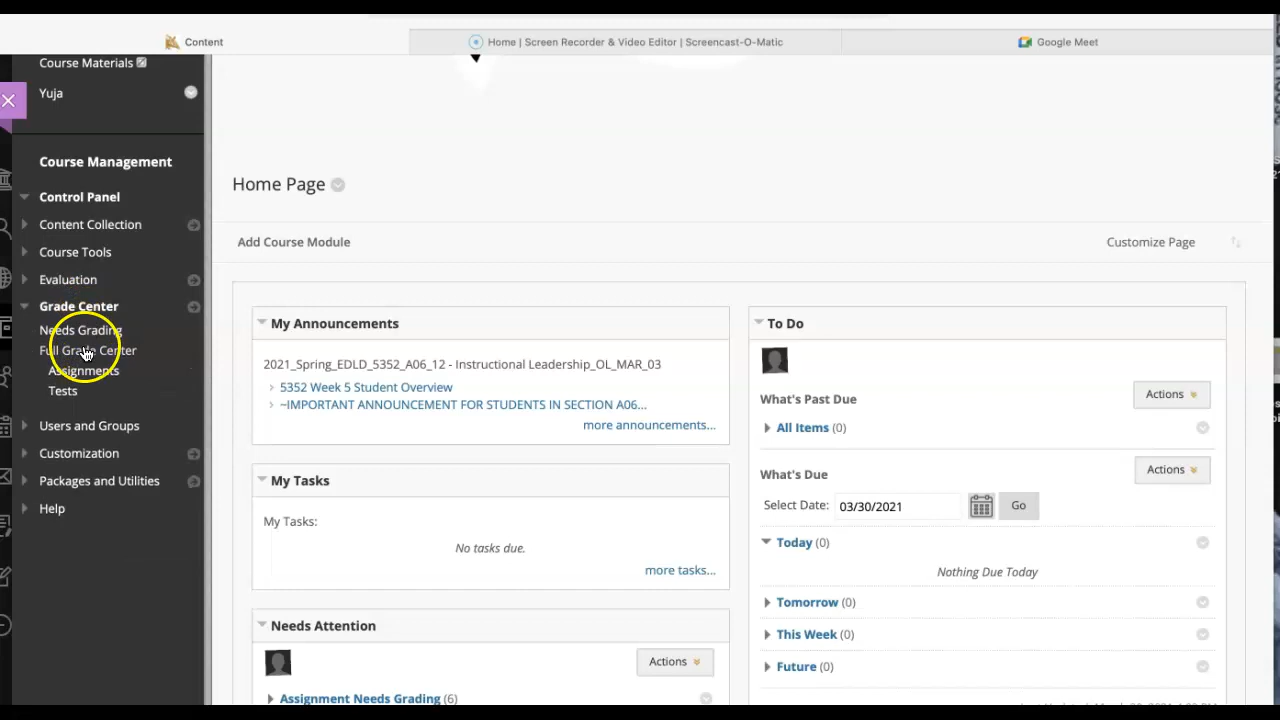 Content
Home | Screen Recorder & Video Editor | Screencast-O-Matic
Google Meet
Course Materials
Yuja
Course Management
Control Panel
Content Collection
Course Tools
Evaluation
Grade Center
Needs Grading
Full Grade Center
Assignments
Tests
Users and Groups
Customization
Packages and Utilities
Help
Home Page
Add Course Module
Customize Page
My Announcements
2021_Spring_EDLD_5352_A06_12 - Instructional Leadership_OL_MAR_03
5352 Week 5 Student Overview
~IMPORTANT ANNOUNCEMENT FOR STUDENTS IN SECTION A06...
more announcements...
My Tasks
My Tasks:
No tasks due.
more tasks...
Needs Attention
Actions
Assignment Needs Grading (6)
To Do
What's Past Due
Actions
All Items (0)
What's Due
Actions
Select Date:
03/30/2021
Go
Today (0)
Nothing Due Today
Tomorrow (0)
This Week (0)
Future (0)